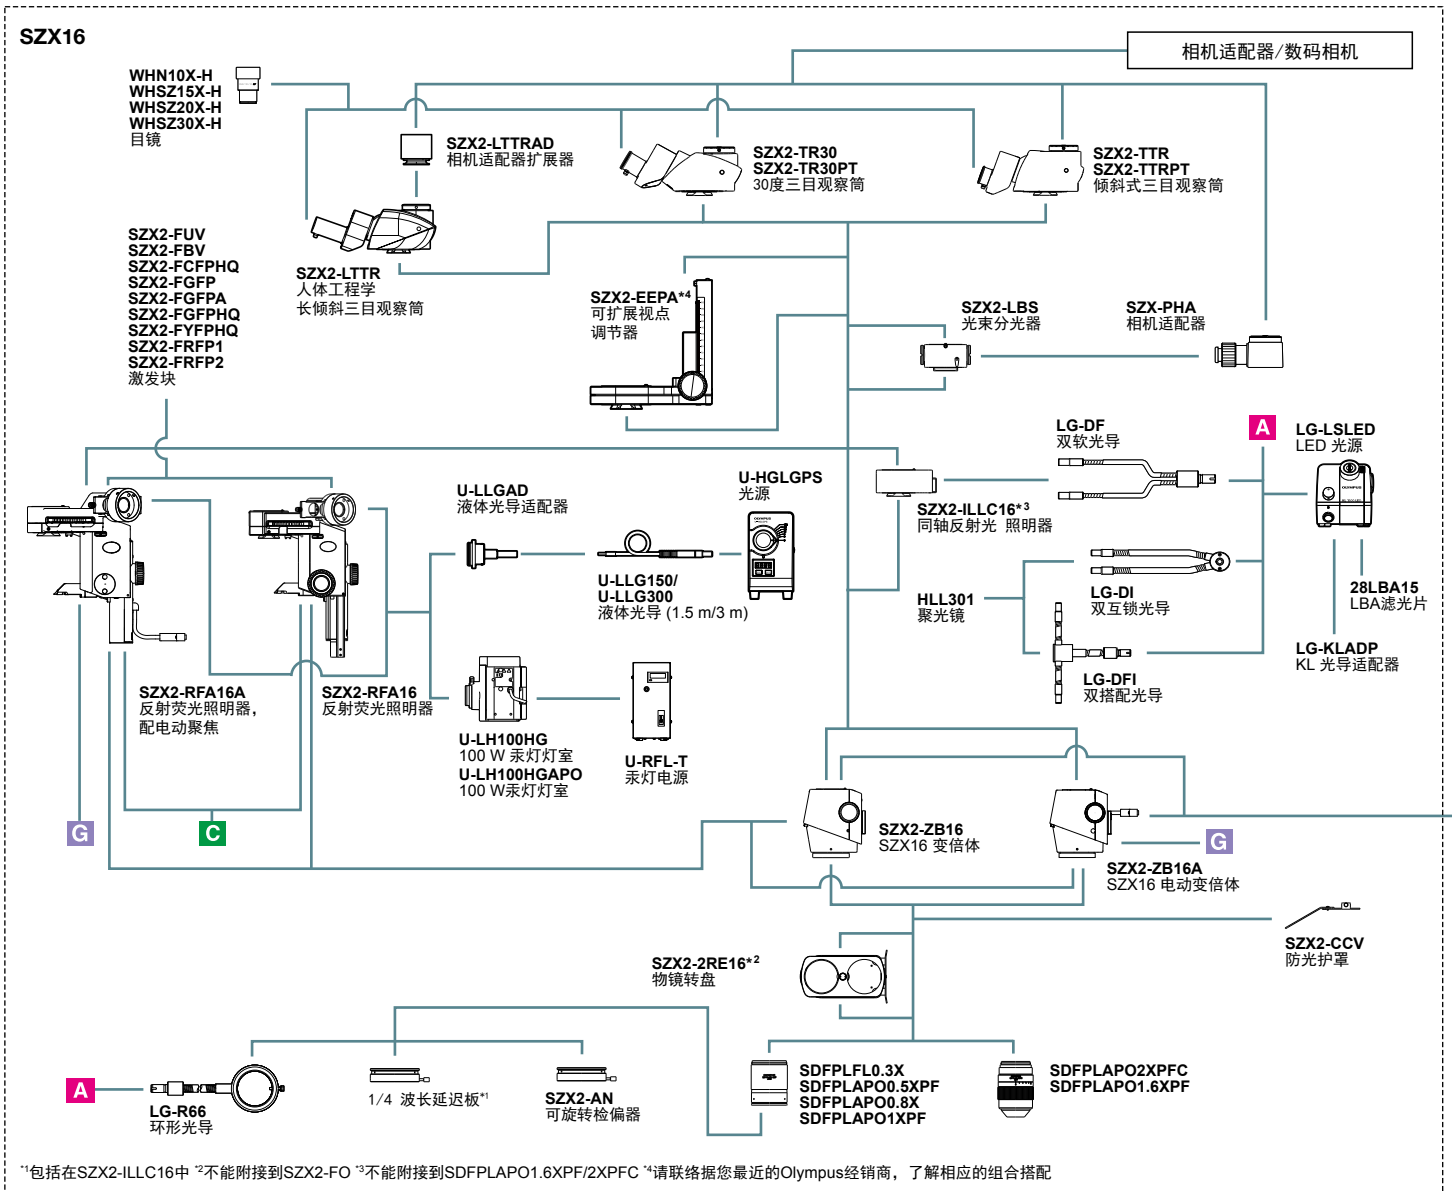 SZX16
相机适配器/数码相机
WHN10X-H
WHSZ15X-H
WHSZ20X-H
WHSZ30X-H
目镜
SZX2-LTTRAD
相机适配器扩展器
SZX2-TR30
SZX2-TR30PT
30度三目观察筒
SZX2-TTR
SZX2-TTRPT
倾斜式三目观察筒
SZX2-FUV
SZX2-FBV
SZX2-FCFPHQ
SZX2-FGFP
SZX2-FGFPA
SZX2-FGFPHQ
SZX2-FYFPHQ
SZX2-FRFP1
SZX2-FRFP2
激发块
SZX2-LTTR
人体工程学
长倾斜三目观察筒
SZX2-EEPA*4
可扩展视点
调节器
SZX2-LBS
光束分光器
SZX-PHA
相机适配器
U-LLGAD
液体光导适配器
U-HGLGPS
光源
SZX2-ILLC16*3
同轴反射光 照明器
LG-DF
双软光导
A
LG-LSLED
LED 光源
OLYMPUS
U-LLG150/
U-LLG300
液体光导 (1.5 m/3 m)
HLL301
聚光镜
LG-DI
双互锁光导
28LBA15
LBA滤光片
LG-KLADP
KL 光导适配器
LG-DFI
双搭配光导
SZX2-RFA16A
反射荧光照明器，
配电动聚焦
SZX2-RFA16
反射荧光照明器
U-LH100HG
100 W 汞灯灯室
U-LH100HGAPO
100 W汞灯灯室
U-RFL-T
汞灯电源
G
C
SZX2-ZB16
SZX16 变倍体
G
SZX2-ZB16A
SZX16 电动变倍体
SZX2-CCV
防光护罩
SZX2-2RE16*2
物镜转盘
A
LG-R66
环形光导
1/4 波长延迟板*1
SZX2-AN
可旋转检偏器
SDFPLFL0.3X
SDFPLAPO0.5XPF
SDFPLAPO0.8X
SDFPLAPO1XPF
SDFPLAPO2XPFC
SDFPLAPO1.6XPF
*1包括在SZX2-ILLC16中 *2不能附接到SZX2-FO *3不能附接到SDFPLAPO1.6XPF/2XPFC *4请联络据您最近的Olympus经销商，了解相应的组合搭配